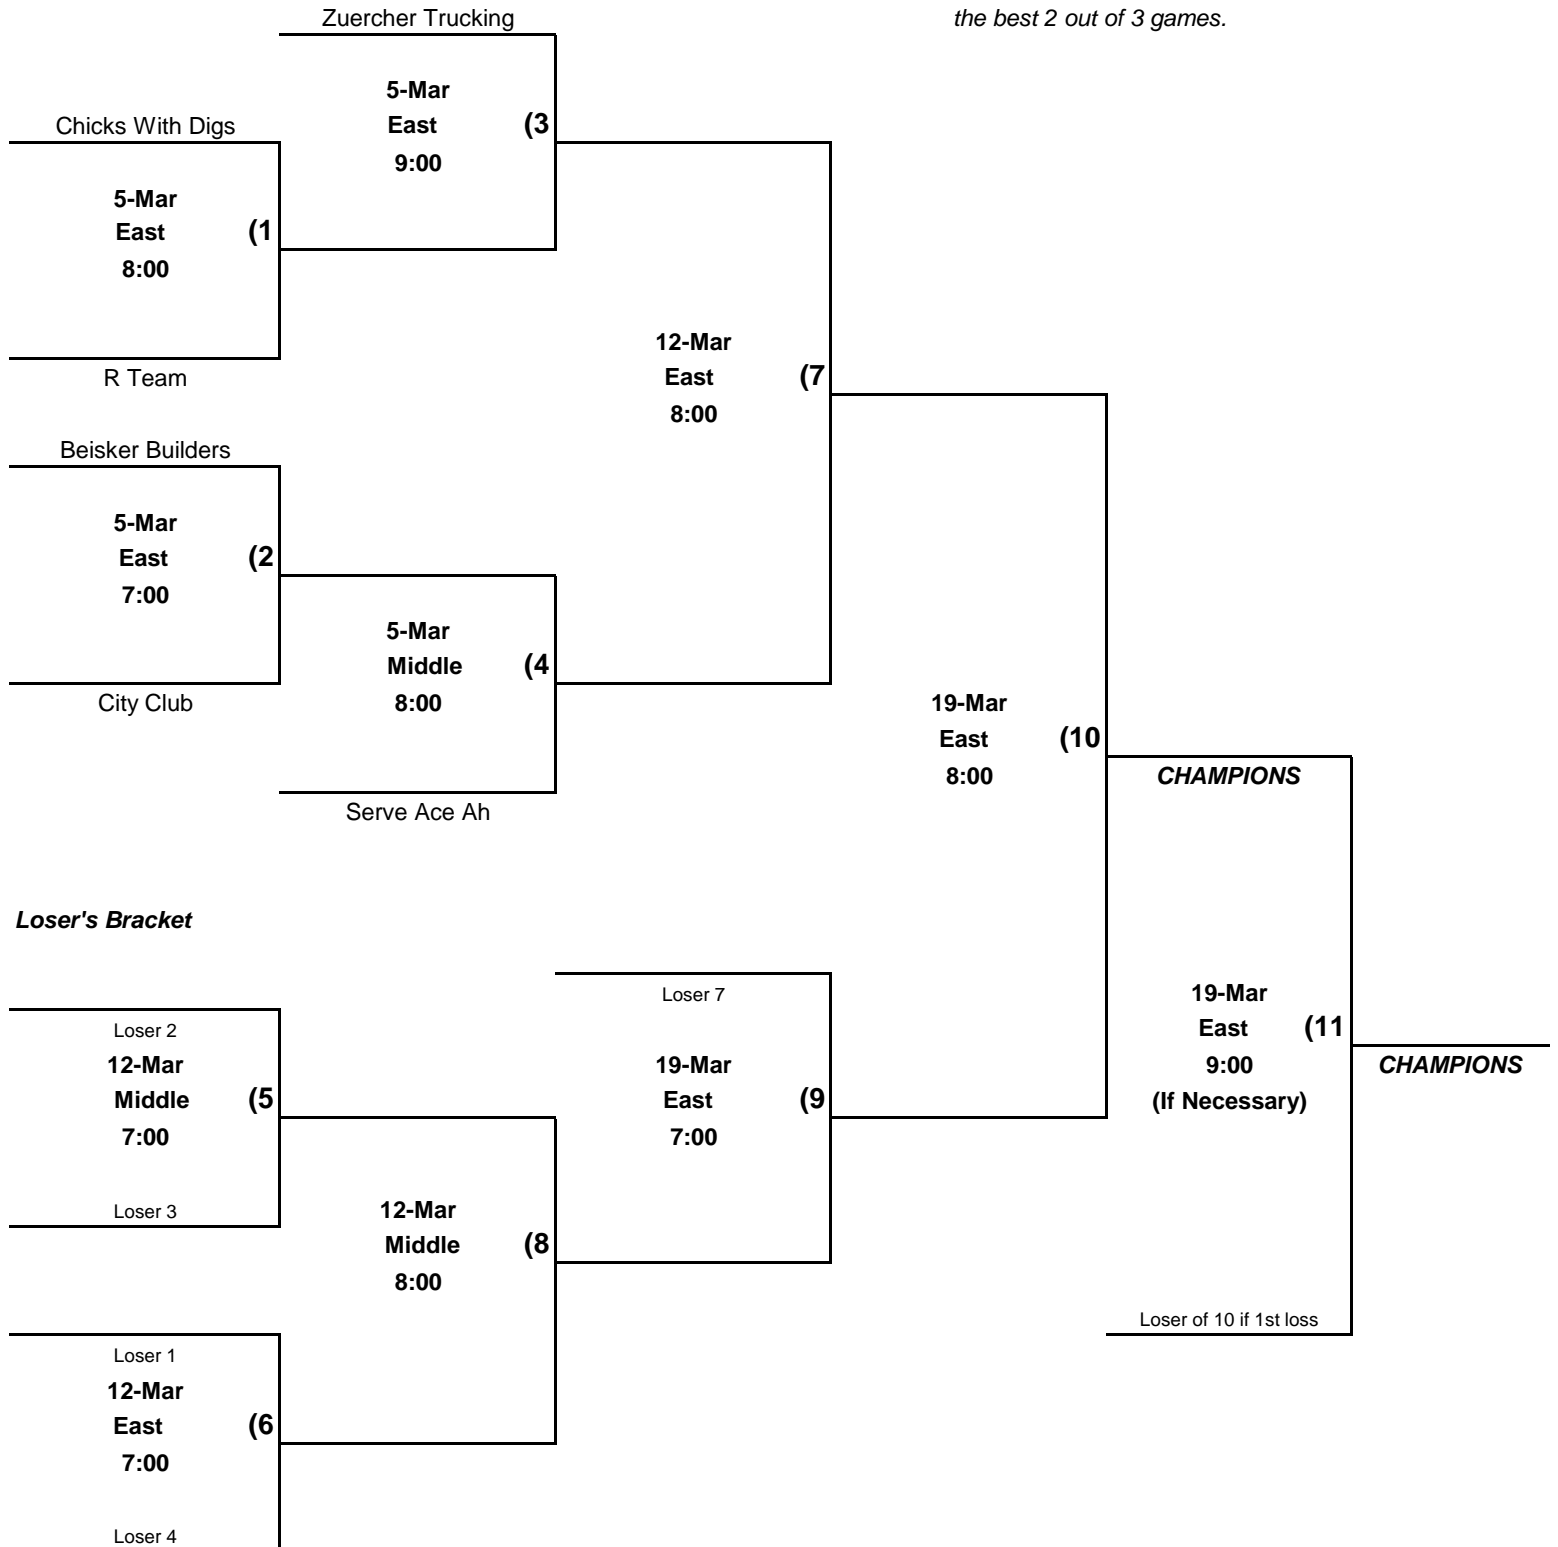 Zuercher Trucking
the best 2 out of 3 games.
5-Mar
East (3
9:00
Chicks With Digs
5-Mar
East (1
8:00
R Team
12-Mar
East (7
8:00
Beisker Builders
5-Mar
East (2
7:00
5-Mar
Middle (4
8:00
City Club
Serve Ace Ah
19-Mar
East (10
8:00
CHAMPIONS
Loser's Bracket
Loser 2
12-Mar
Middle (5
7:00
Loser 3
Loser 7
19-Mar
East (9
7:00
12-Mar
Middle (8
8:00
19-Mar
East (11
9:00
(If Necessary)
CHAMPIONS
Loser of 10 if 1st loss
Loser 1
12-Mar
East (6
7:00
Loser 4